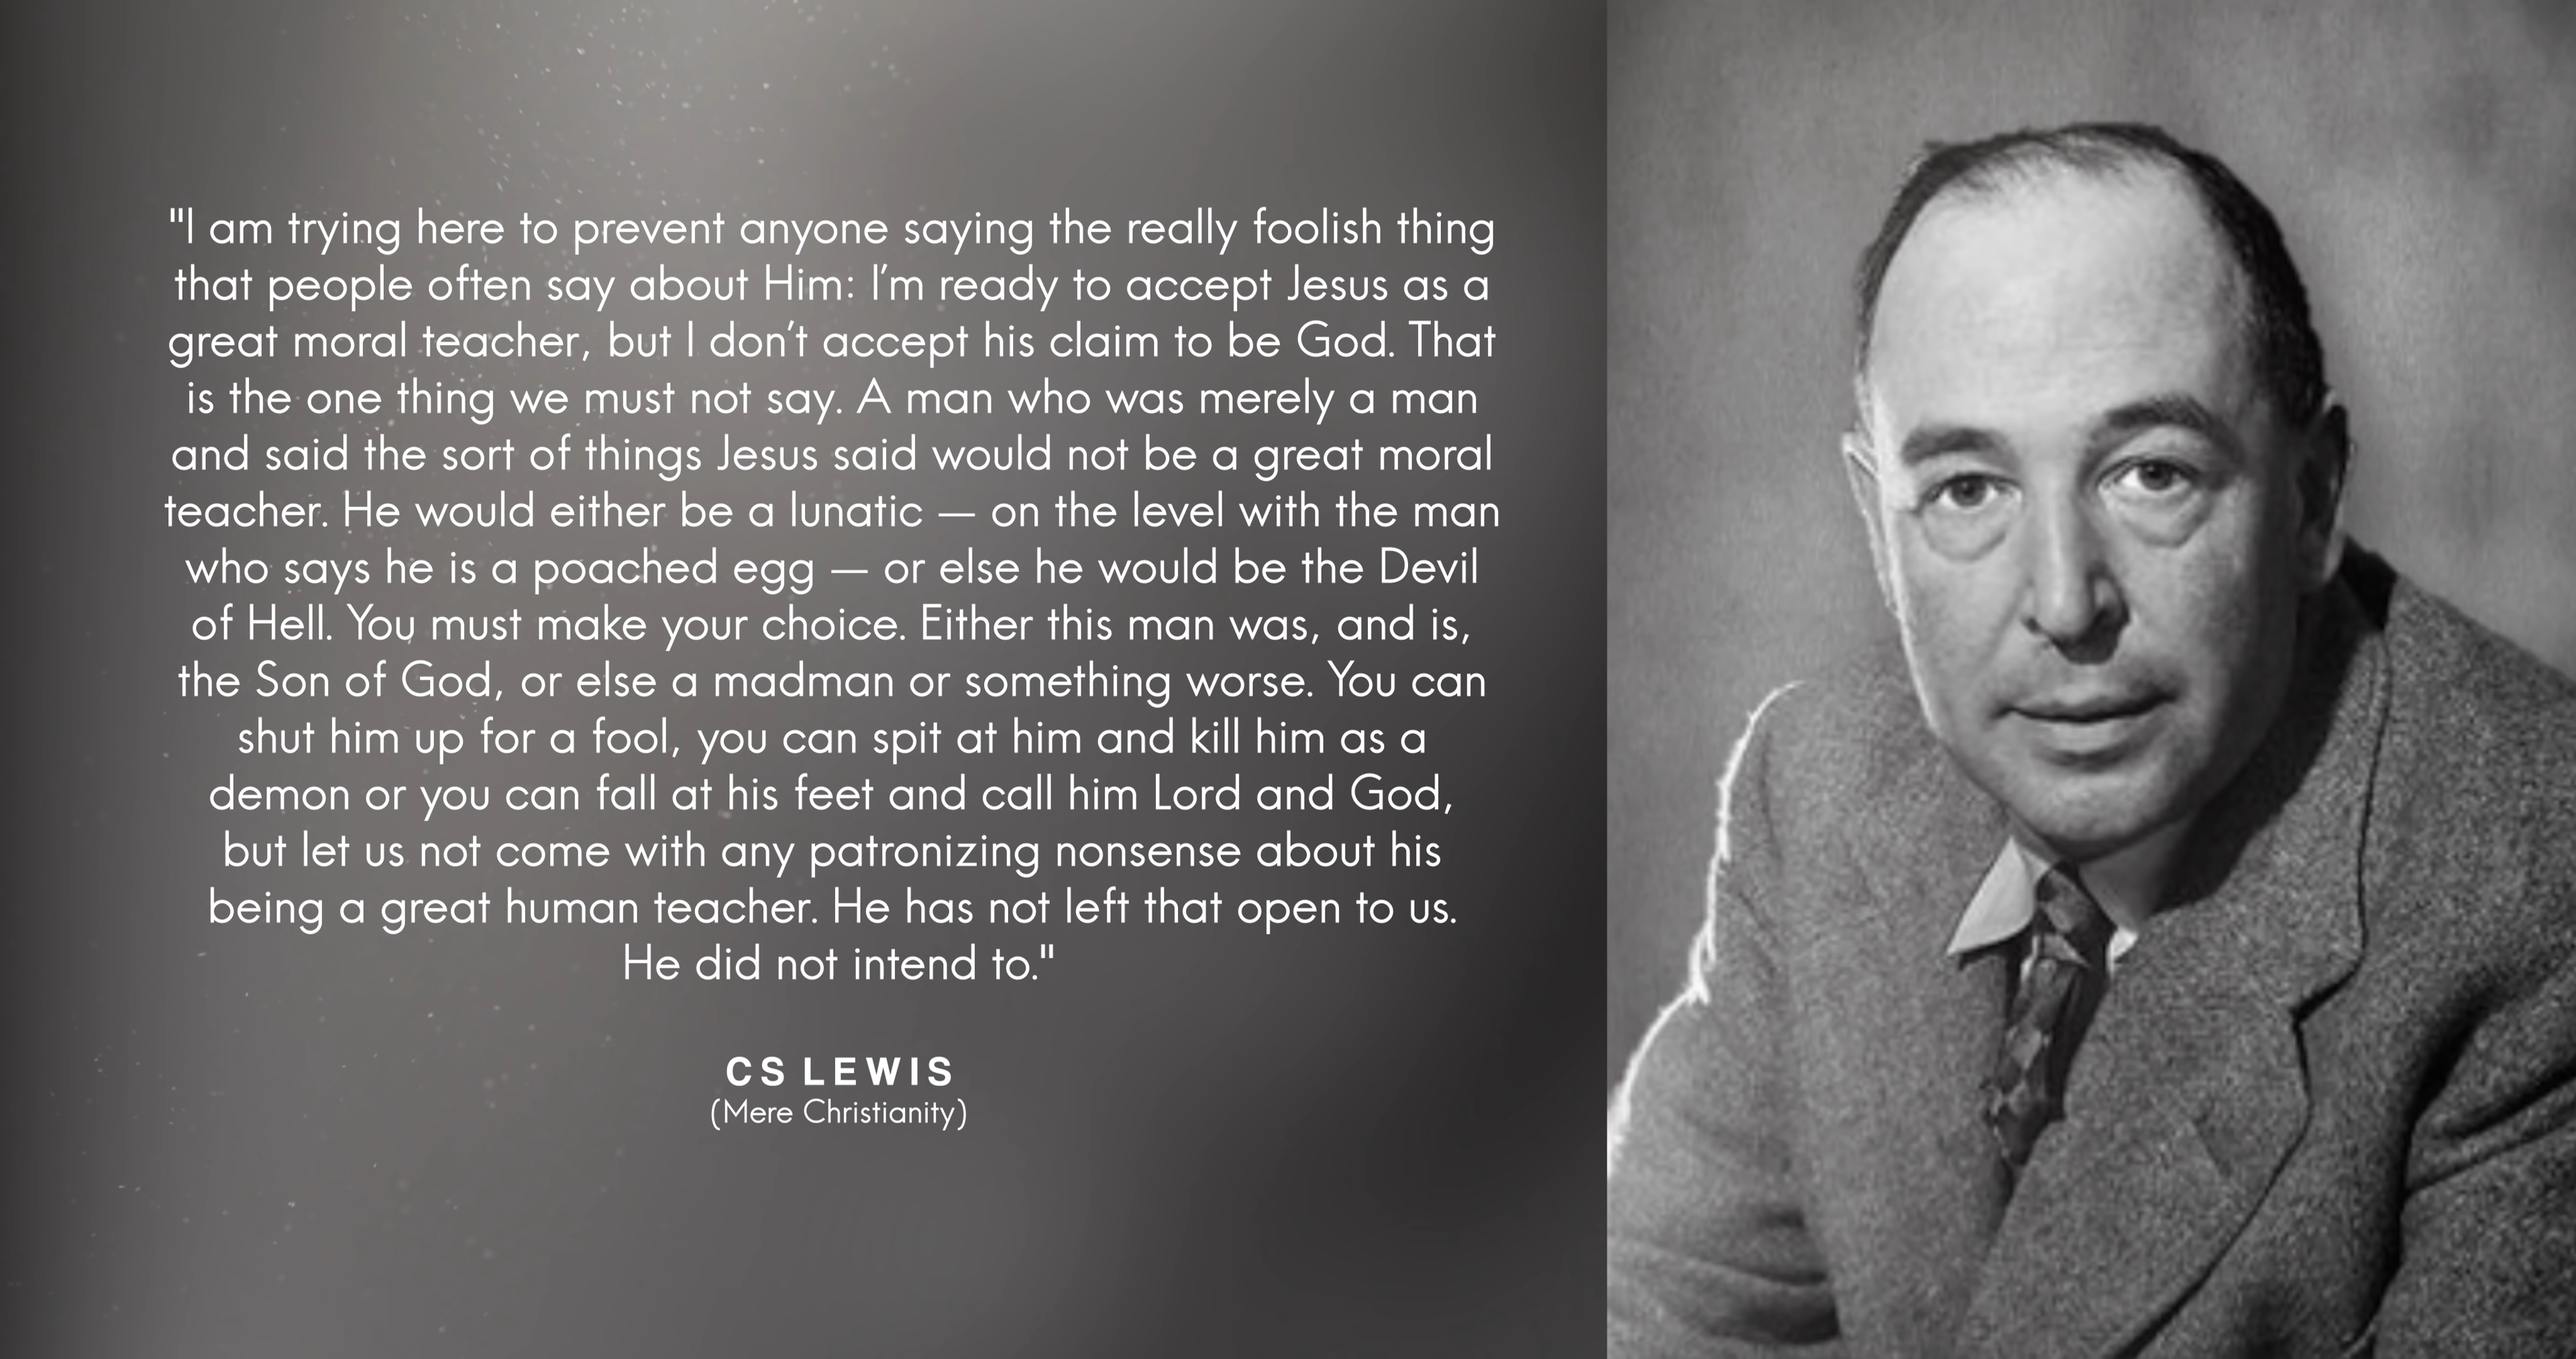 "I am trying here to prevent anyone saying the really foolish thing
that people often say about Him: I’m ready to accept Jesus as a
great moral teacher, but I don’t accept his claim to be God. That
is the one thing we must not say. A man who was merely a man
and said the sort of things Jesus said would not be a great moral
teacher. He would either be a lunatic — on the level with the man
who says he is a poached egg — or else he would be the Devil
of Hell. You must make your choice. Either this man was, and is,
the Son of God, or else a madman or something worse. You can
shut him up for a fool, you can spit at him and kill him as a
demon or you can fall at his feet and call him Lord and God,
but let us not come with any patronizing nonsense about his
being a great human teacher. He has not left that open to us.
He did not intend to."
CS LEWIS
(Mere Christianity)